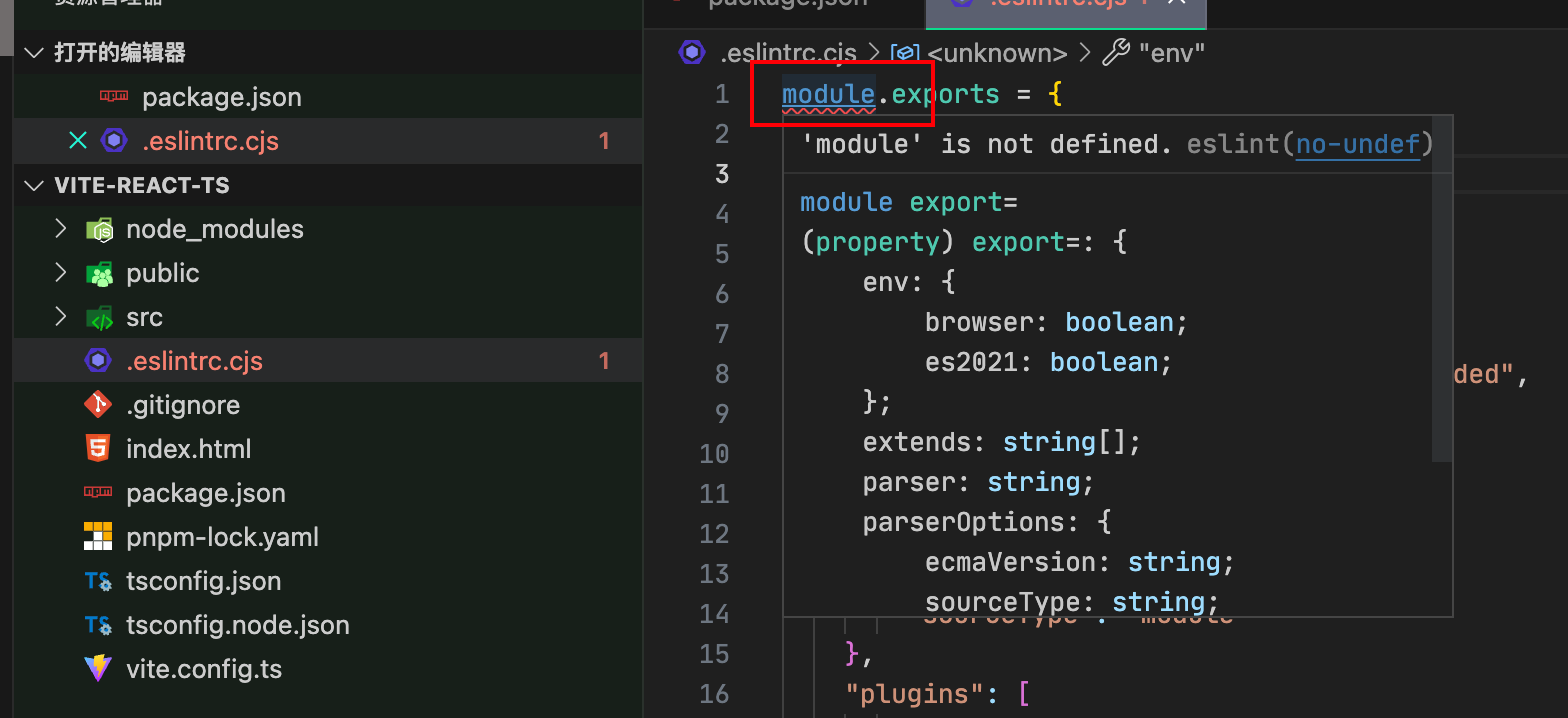 资源管理器
打开的编辑器
package.json
.eslintrc.cjs 1
VITE-REACT-TS
node_modules
public
src
.eslintrc.cjs 1
.gitignore
index.html
package.json
pnpm-lock.yaml
tsconfig.json
tsconfig.node.json
vite.config.ts
package.json
.eslintrc.cjs 1
.eslintrc.cjs > <unknown> > "env"
1 module.exports = {
2
3
4
5
6
7
8 ded",
9
10
11
12
13
14 "sourceType": "module"
15 },
16 "plugins": [
'module' is not defined. eslint(no-undef)
module export=
(property) export=: {
env: {
browser: boolean;
es2021: boolean;
};
extends: string[];
parser: string;
parserOptions: {
ecmaVersion: string;
sourceType: string;